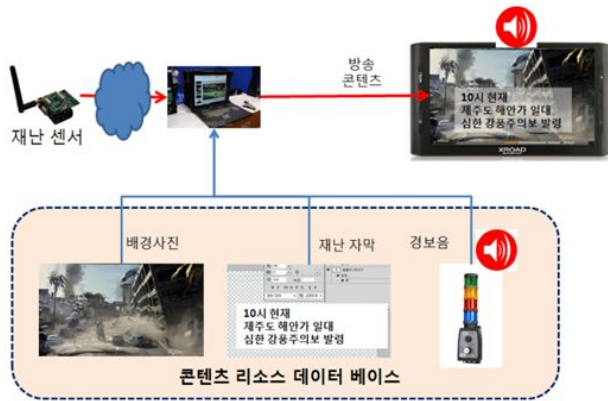 방송
콘텐츠
재난 센서
10시 현재
제주도 해안가 일대
심한 강풍주의보 발령
XROAD
배경사진
재난 자막
경보음
10시 현재
제주도 해안가 일대
심한 강풍주의보 발령
콘텐츠 리소스 데이터 베이스